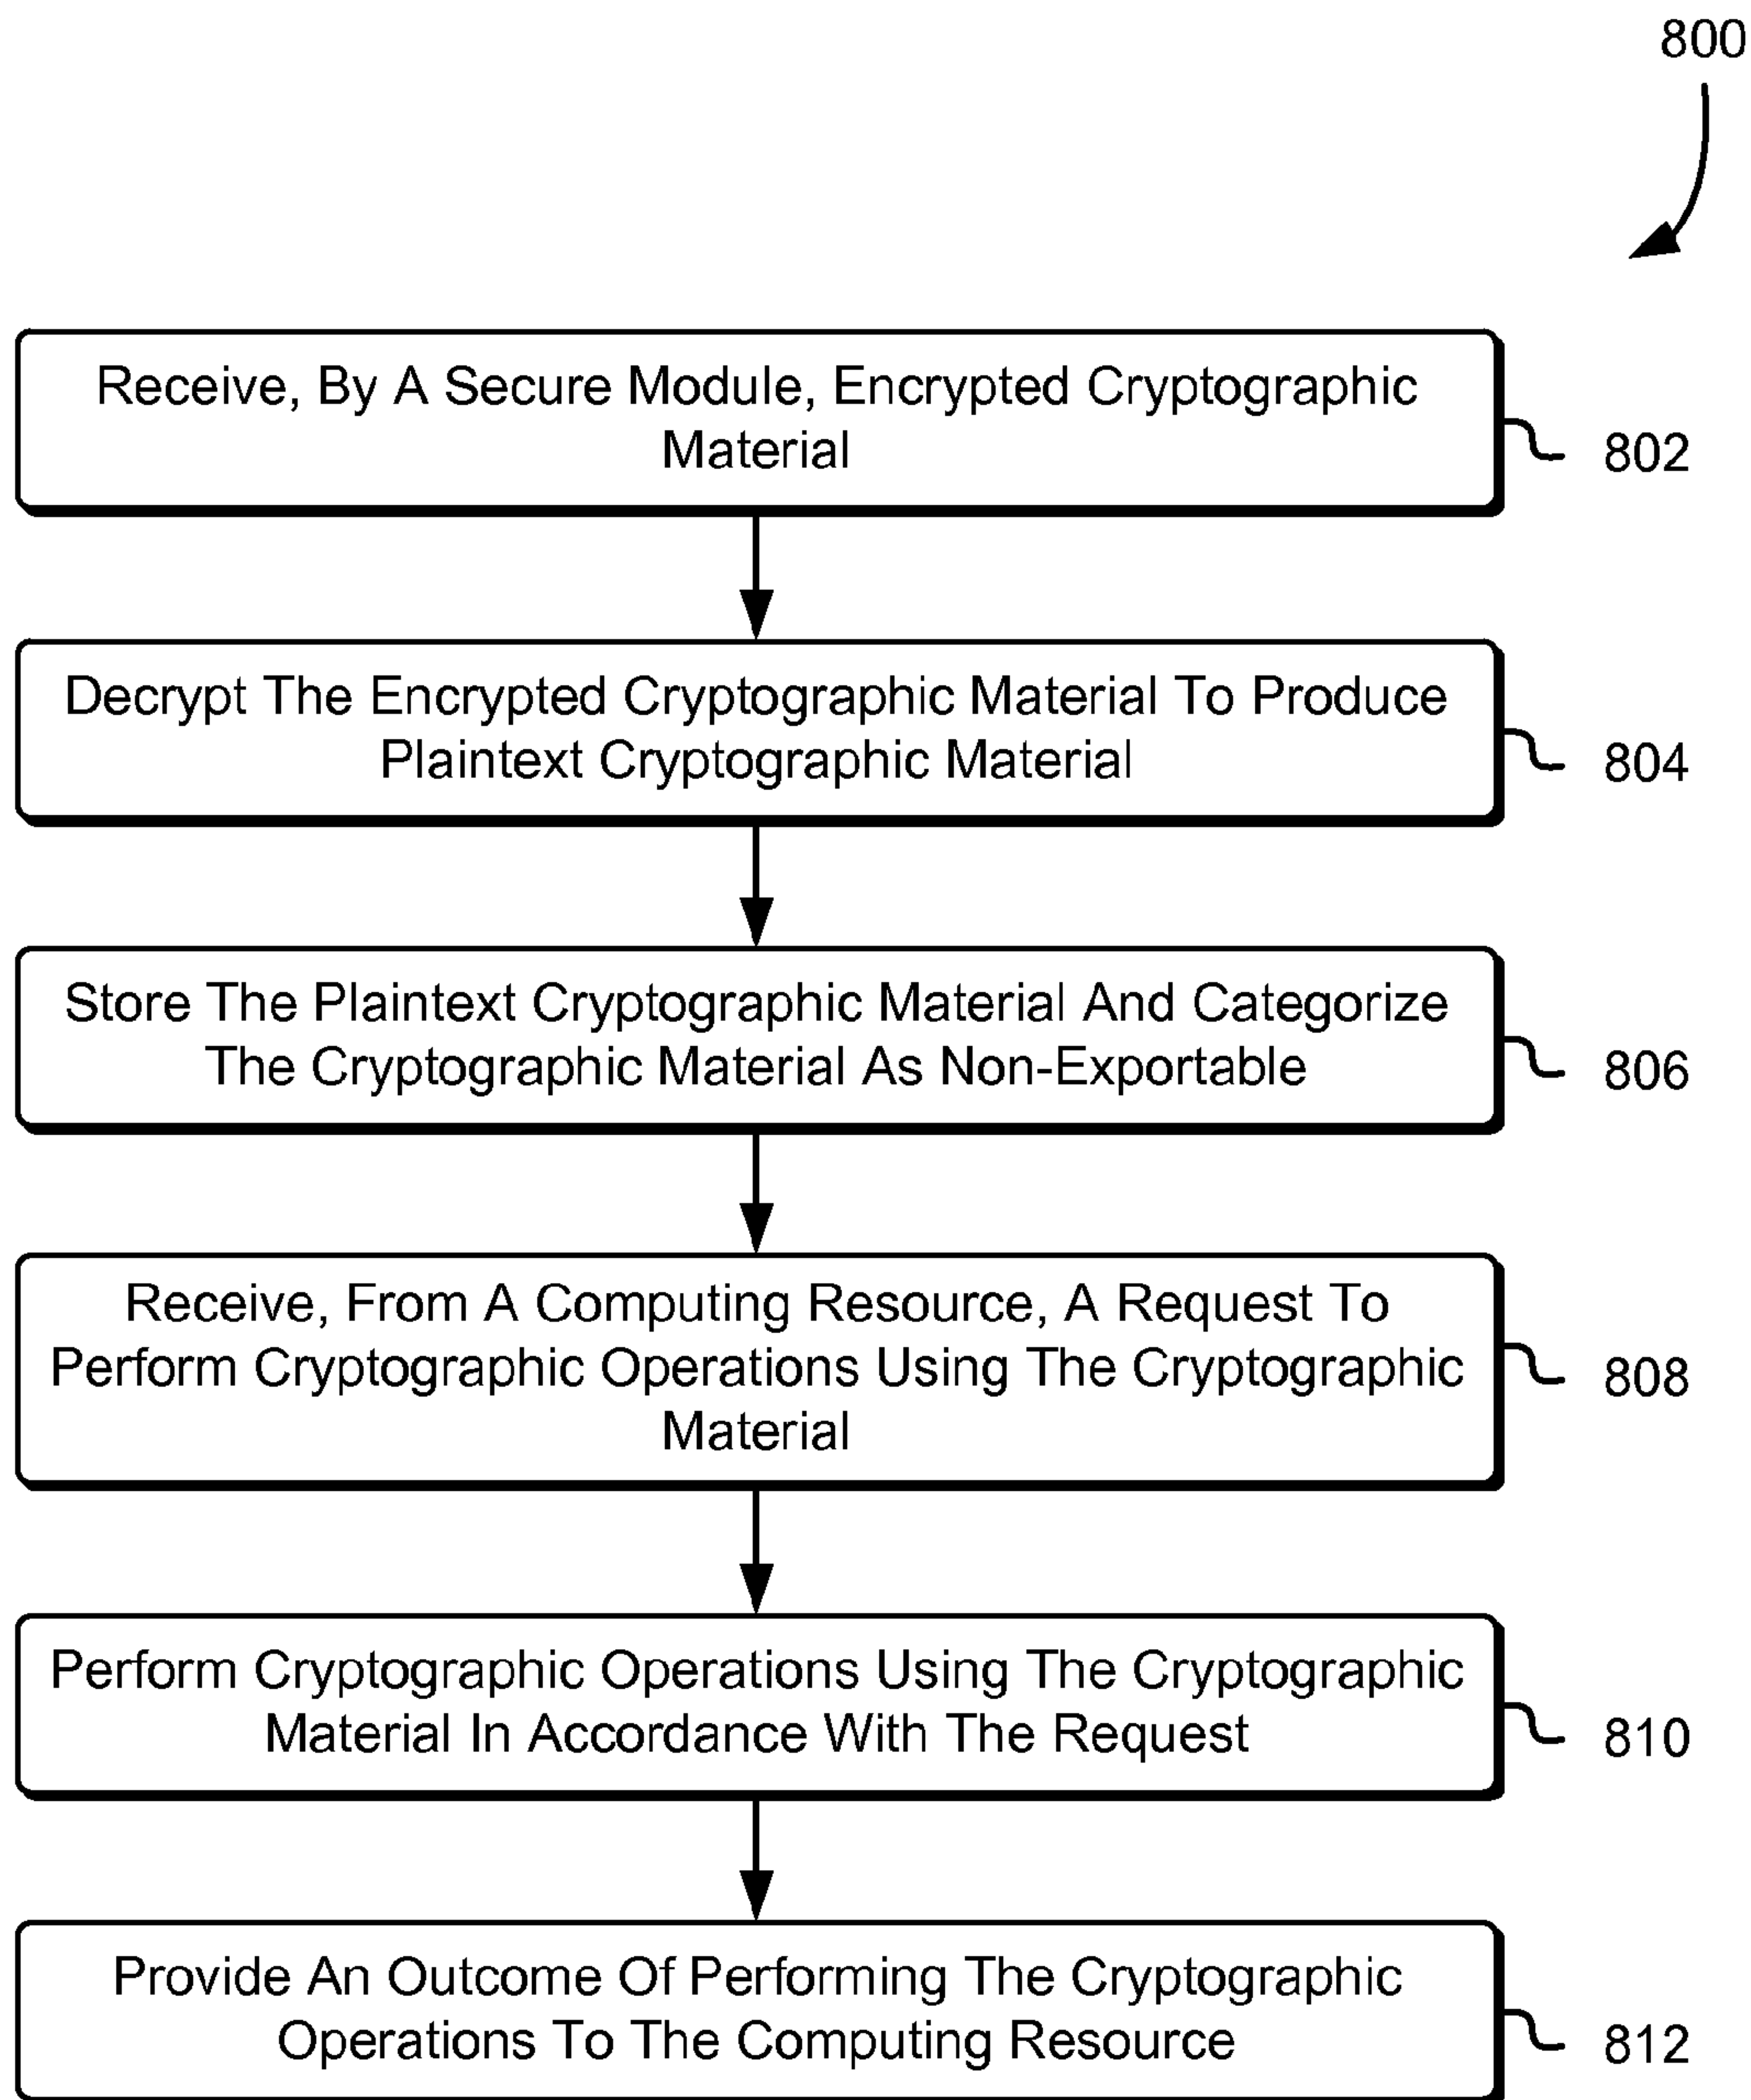 800
Receive, By A Secure Module, Encrypted Cryptographic
Material
802
Decrypt The Encrypted Cryptographic Material To Produce
Plaintext Cryptographic Material
804
Store The Plaintext Cryptographic Material And Categorize
The Cryptographic Material As Non-Exportable
806
Receive, From A Computing Resource, A Request To
Perform Cryptographic Operations Using The Cryptographic
Material
808
Perform Cryptographic Operations Using The Cryptographic
Material In Accordance With The Request
810
Provide An Outcome Of Performing The Cryptographic
Operations To The Computing Resource
812